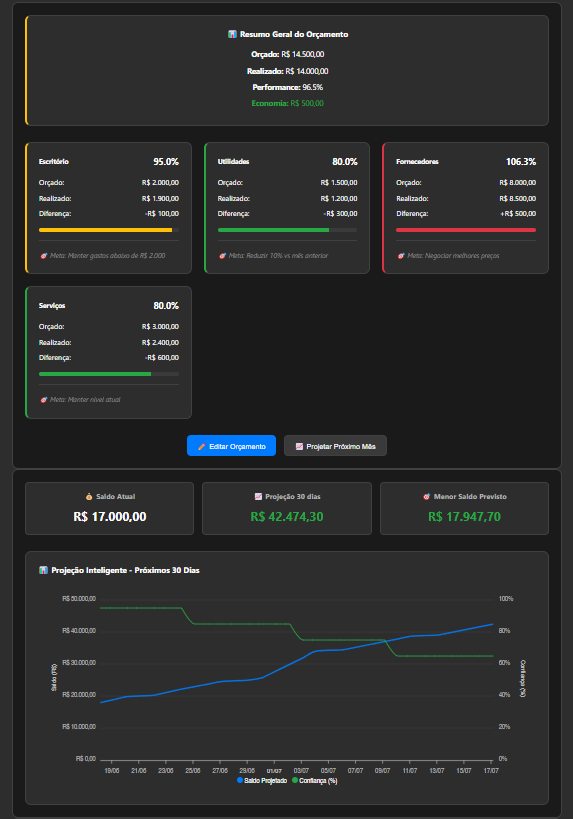 📊 Resumo Geral do Orçamento
Orçado: R$ 14.500,00
Realizado: R$ 14.000,00
Performance: 96.5%
Economia: R$ 500,00
Escritório 95.0%
Orçado: R$ 2.000,00
Realizado: R$ 1.900,00
Diferença: -R$ 100,00
🎯 Meta: Manter gastos abaixo de R$ 2.000
Utilidades 80.0%
Orçado: R$ 1.500,00
Realizado: R$ 1.200,00
Diferença: -R$ 300,00
🎯 Meta: Reduzir 10% vs mês anterior
Fornecedores 106.3%
Orçado: R$ 8.000,00
Realizado: R$ 8.500,00
Diferença: +R$ 500,00
🎯 Meta: Negociar melhores preços
Serviços 80.0%
Orçado: R$ 3.000,00
Realizado: R$ 2.400,00
Diferença: -R$ 600,00
🎯 Meta: Manter nível atual
✏️ Editar Orçamento
📈 Projetar Próximo Mês
💰 Saldo Atual
R$ 17.000,00
📈 Projeção 30 dias
R$ 42.474,30
🎯 Menor Saldo Previsto
R$ 17.947,70
📊 Projeção Inteligente - Próximos 30 Dias
Saldo (R$)
R$ 50.000,00
R$ 40.000,00
R$ 30.000,00
R$ 20.000,00
R$ 10.000,00
R$ 0,00
100%
80%
60%
40%
20%
0%
Confiança (%)
19/06 21/06 23/06 25/06 27/06 29/06 01/07 03/07 05/07 07/07 09/07 11/07 13/07 15/07 17/07
Saldo Projetado Confiança (%)